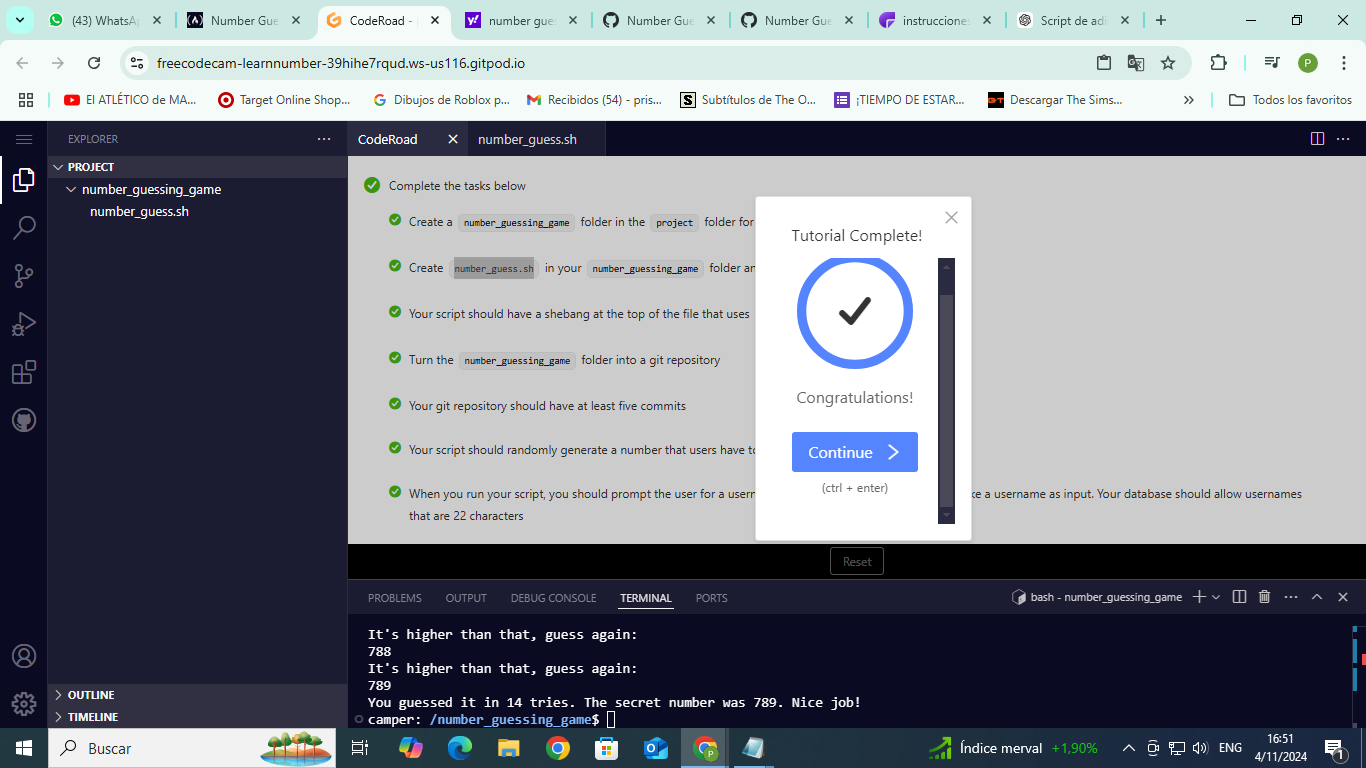 (43) WhatsA
Number Gue
CodeRoad -
number gues
Number Gue
Number Gue
instrucciones
Script de adi
freecodecam-learnnumber-39hihe7rqud.ws-us116.gitpod.io
P
El ATLÉTICO de MA...
Target Online Shop...
Dibujos de Roblox p...
Recibidos (54) - pris...
Subtítulos de The O...
¡TIEMPO DE ESTAR...
Descargar The Sims...
Todos los favoritos
EXPLORER
PROJECT
number_guessing_game
number_guess.sh
OUTLINE
TIMELINE
CodeRoad
number_guess.sh
Complete the tasks below
Create a number_guessing_game folder in the project folder for
Create number_guess.sh in your number_guessing_game folder an
Your script should have a shebang at the top of the file that uses
Turn the number_guessing_game folder into a git repository
Your git repository should have at least five commits
Your script should randomly generate a number that users have to
When you run your script, you should prompt the user for a usern ke a username as input. Your database should allow usernames
that are 22 characters
Tutorial Complete!
Congratulations!
Continue
(ctrl + enter)
Reset
PROBLEMS
OUTPUT
DEBUG CONSOLE
TERMINAL
PORTS
bash - number_guessing_game
It's higher than that, guess again:
788
It's higher than that, guess again:
789
You guessed it in 14 tries. The secret number was 789. Nice job!
camper: /number_guessing_game$
Buscar
Índice merval +1,90%
ENG
16:51
4/11/2024
1